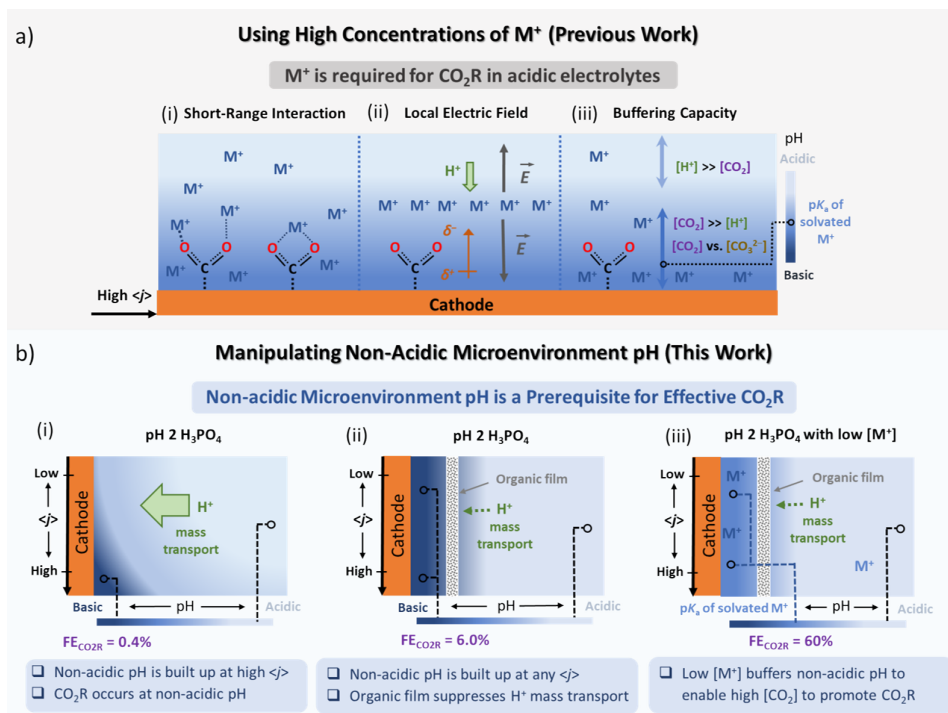 a)
Using High Concentrations of M⁺ (Previous Work)
M⁺ is required for CO₂R in acidic electrolytes
(i) Short-Range Interaction
(ii) Local Electric Field
(iii) Buffering Capacity
pH
Acidic
M⁺
M⁺
M⁺
M⁺
M⁺
M⁺
M⁺
M⁺
M⁺
M⁺
O
O
C
O
O
C
H⁺
E
M⁺ M⁺ M⁺ M⁺ M⁺ M⁺
δ⁻
E
δ⁺
O
O
C
M⁺
[H⁺] >> [CO₂]
M⁺
M⁺
[CO₂] >> [H⁺]
[CO₂] vs. [CO₃²⁻]
O
O
C
M⁺ M⁺ M⁺ M⁺
pKₐ of
solvated
M⁺
Basic
High <j>
Cathode
b)
Manipulating Non-Acidic Microenvironment pH (This Work)
Non-acidic Microenvironment pH is a Prerequisite for Effective CO₂R
(i)
pH 2 H₃PO₄
Low
<j>
High
Cathode
H⁺
mass
transport
Basic
pH
Acidic
FE_CO2R = 0.4%
Non-acidic pH is built up at high <j>
CO₂R occurs at non-acidic pH
(ii)
pH 2 H₃PO₄
Low
<j>
High
Cathode
Organic film
H⁺
mass
transport
Basic
pH
Acidic
FE_CO2R = 6.0%
Non-acidic pH is built up at any <j>
Organic film suppresses H⁺ mass transport
(iii)
pH 2 H₃PO₄ with low [M⁺]
Low
<j>
High
Cathode
M⁺
M⁺
Organic film
H⁺
mass
transport
M⁺
pKₐ of solvated M⁺
pH
Acidic
FE_CO2R = 60%
Low [M⁺] buffers non-acidic pH to
enable high [CO₂] to promote CO₂R